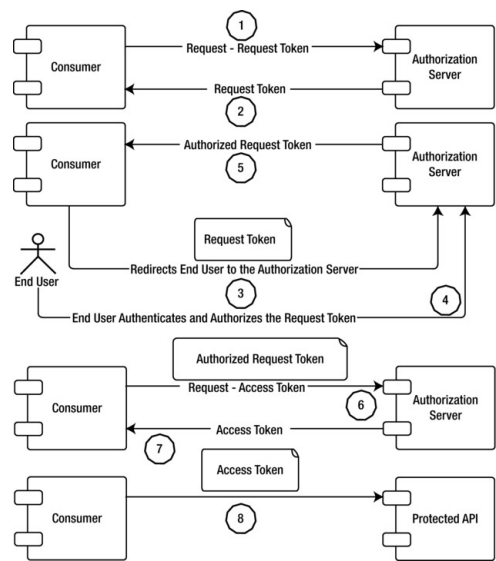 1
Request - Request Token
Consumer
Authorization
Server
Request Token
2
Authorized Request Token
Consumer
5
Authorization
Server
Request Token
Redirects End User to the Authorization Server
End User
3
4
End User Authenticates and Authorizes the Request Token
Authorized Request Token
Request - Access Token
Consumer
6
Authorization
Server
Access Token
7
Access Token
Consumer
8
Protected API